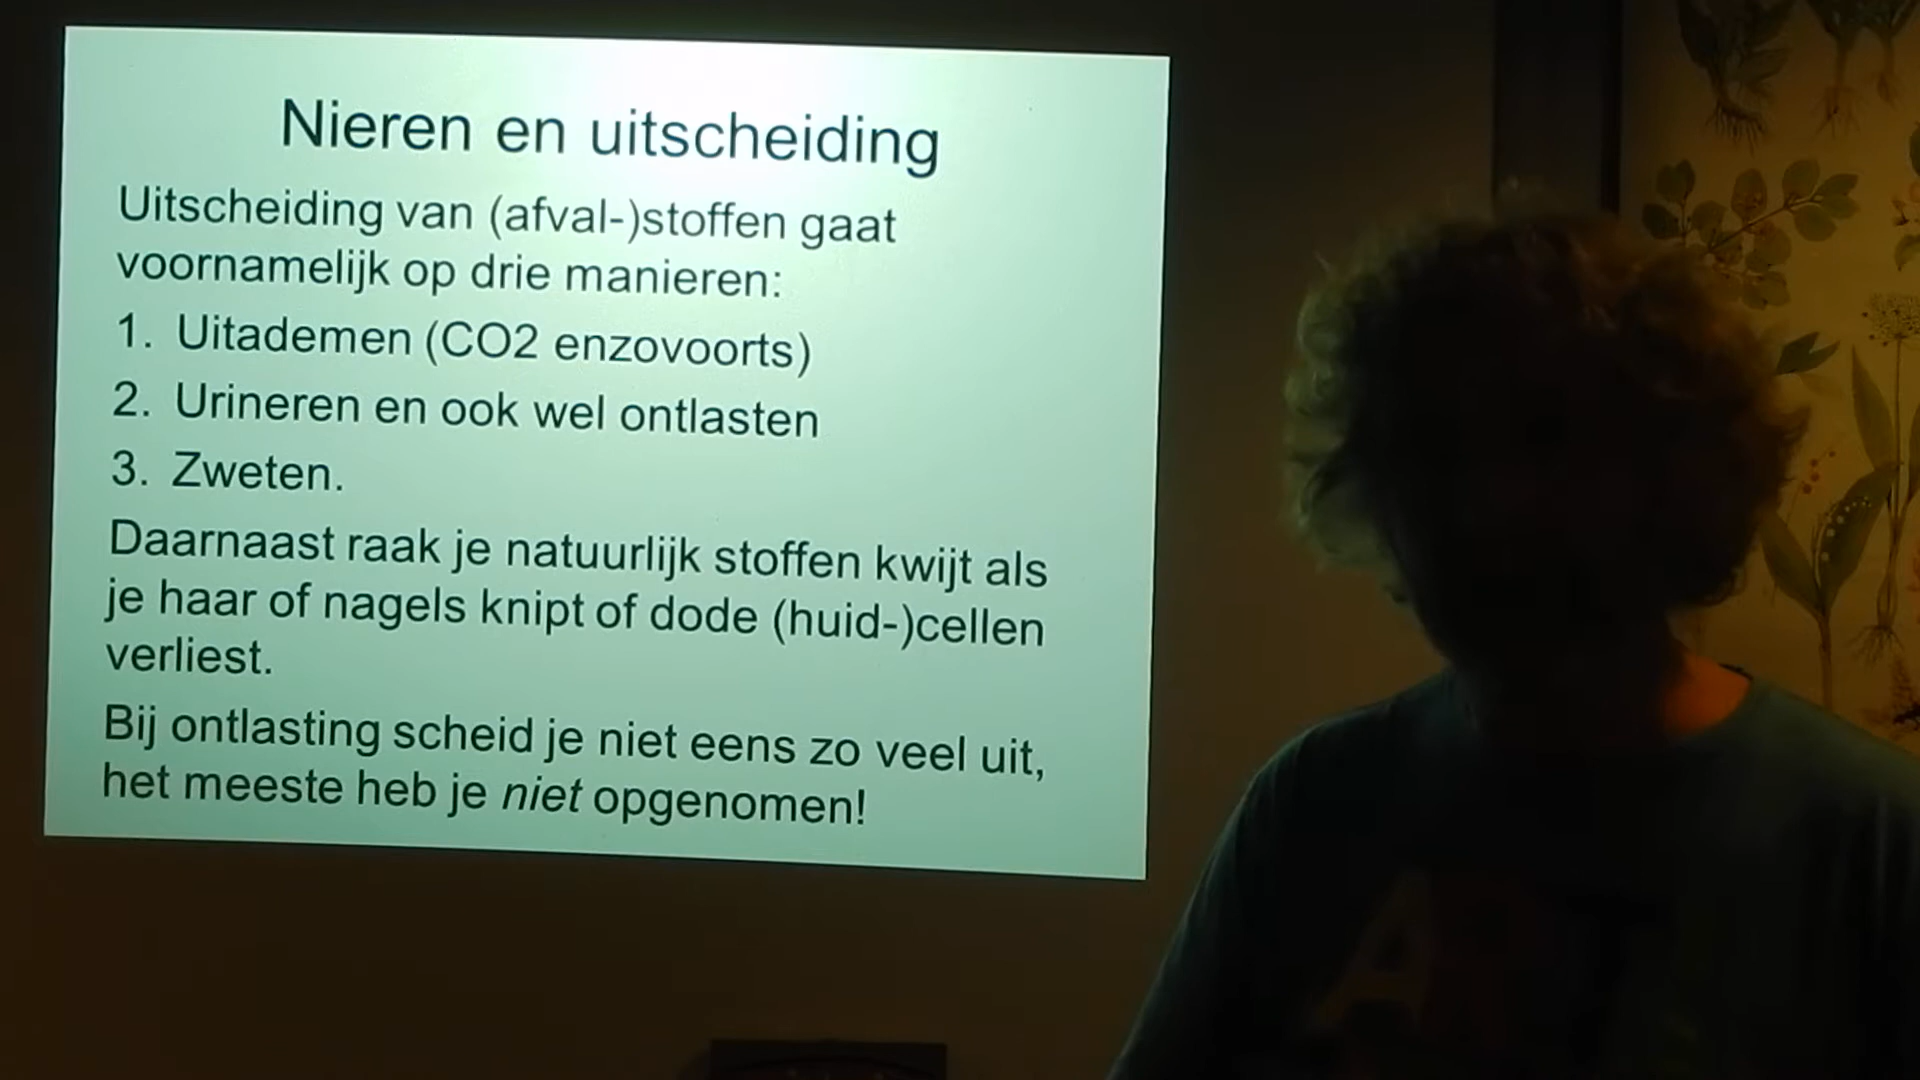 Nieren en uitscheiding
Uitscheiding van (afval-)stoffen gaat
voornamelijk op drie manieren:
1. Uitademen (CO2 enzovoorts)
2. Urineren en ook wel ontlasten
3. Zweten.
Daarnaast raak je natuurlijk stoffen kwijt als
je haar of nagels knipt of dode (huid-)cellen
verliest.
Bij ontlasting scheid je niet eens zo veel uit,
het meeste heb je niet opgenomen!